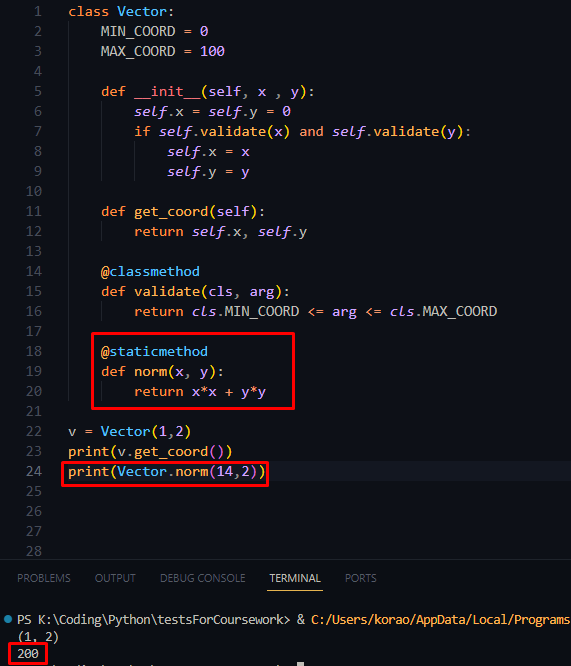 1 class Vector:
2     MIN_COORD = 0
3     MAX_COORD = 100
4
5     def __init__(self, x , y):
6         self.x = self.y = 0
7         if self.validate(x) and self.validate(y):
8             self.x = x
9             self.y = y
10
11     def get_coord(self):
12         return self.x, self.y
13
14     @classmethod
15     def validate(cls, arg):
16         return cls.MIN_COORD <= arg <= cls.MAX_COORD
17
18     @staticmethod
19     def norm(x, y):
20         return x*x + y*y
21
22 v = Vector(1,2)
23 print(v.get_coord())
24 print(Vector.norm(14,2))
25
26
27
28
PROBLEMS OUTPUT DEBUG CONSOLE TERMINAL PORTS
PS K:\Coding\Python\testsForCoursework> & C:/Users/korao/AppData/Local/Programs
(1, 2)
200